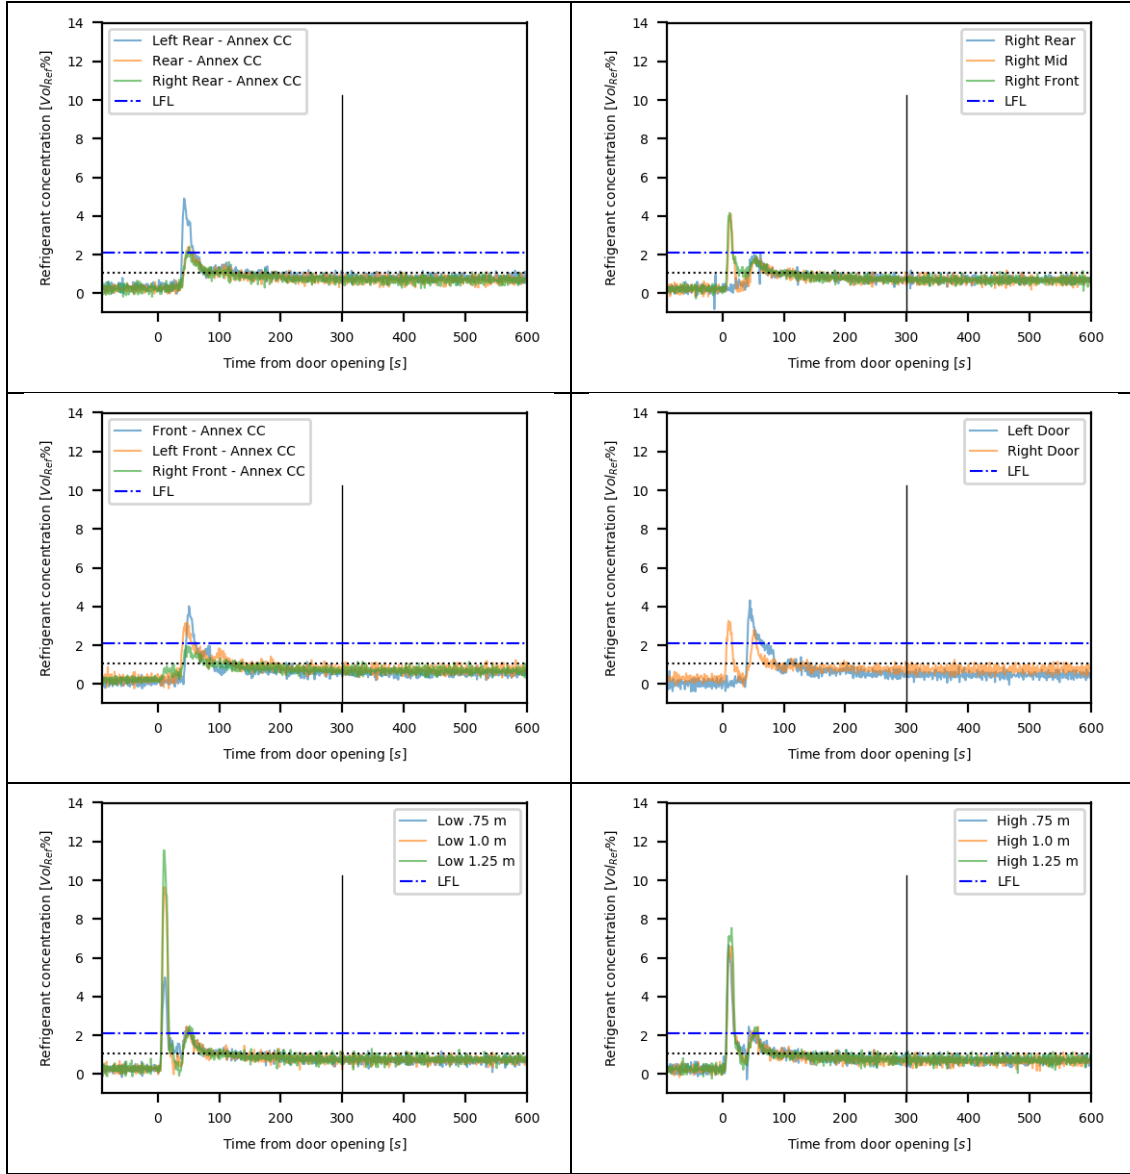 Refrigerant concentration [Vol_Ref%]
14
12
10
8
6
4
2
0
Left Rear - Annex CC
Rear - Annex CC
Right Rear - Annex CC
LFL
0 100 200 300 400 500 600
Time from door opening [s]
Refrigerant concentration [Vol_Ref%]
14
12
10
8
6
4
2
0
Right Rear
Right Mid
Right Front
LFL
0 100 200 300 400 500 600
Time from door opening [s]
Refrigerant concentration [Vol_Ref%]
14
12
10
8
6
4
2
0
Front - Annex CC
Left Front - Annex CC
Right Front - Annex CC
LFL
0 100 200 300 400 500 600
Time from door opening [s]
Refrigerant concentration [Vol_Ref%]
14
12
10
8
6
4
2
0
Left Door
Right Door
LFL
0 100 200 300 400 500 600
Time from door opening [s]
Refrigerant concentration [Vol_Ref%]
14
12
10
8
6
4
2
0
Low .75 m
Low 1.0 m
Low 1.25 m
LFL
0 100 200 300 400 500 600
Time from door opening [s]
Refrigerant concentration [Vol_Ref%]
14
12
10
8
6
4
2
0
High .75 m
High 1.0 m
High 1.25 m
LFL
0 100 200 300 400 500 600
Time from door opening [s]